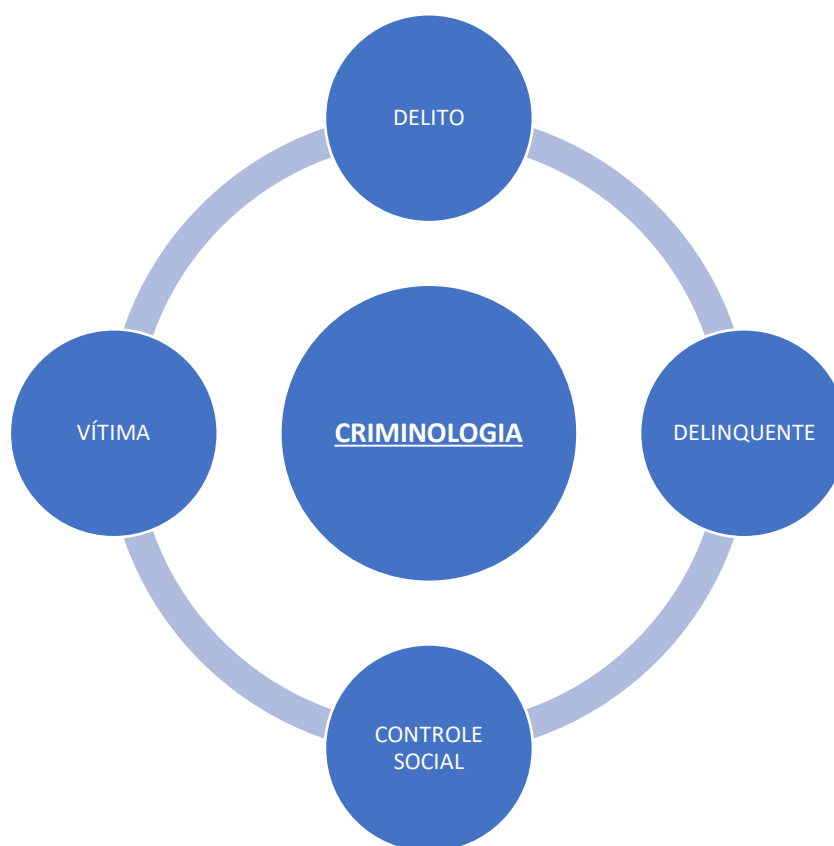 DELITO
VÍTIMA
CRIMINOLOGIA
DELINQUENTE
CONTROLE
SOCIAL